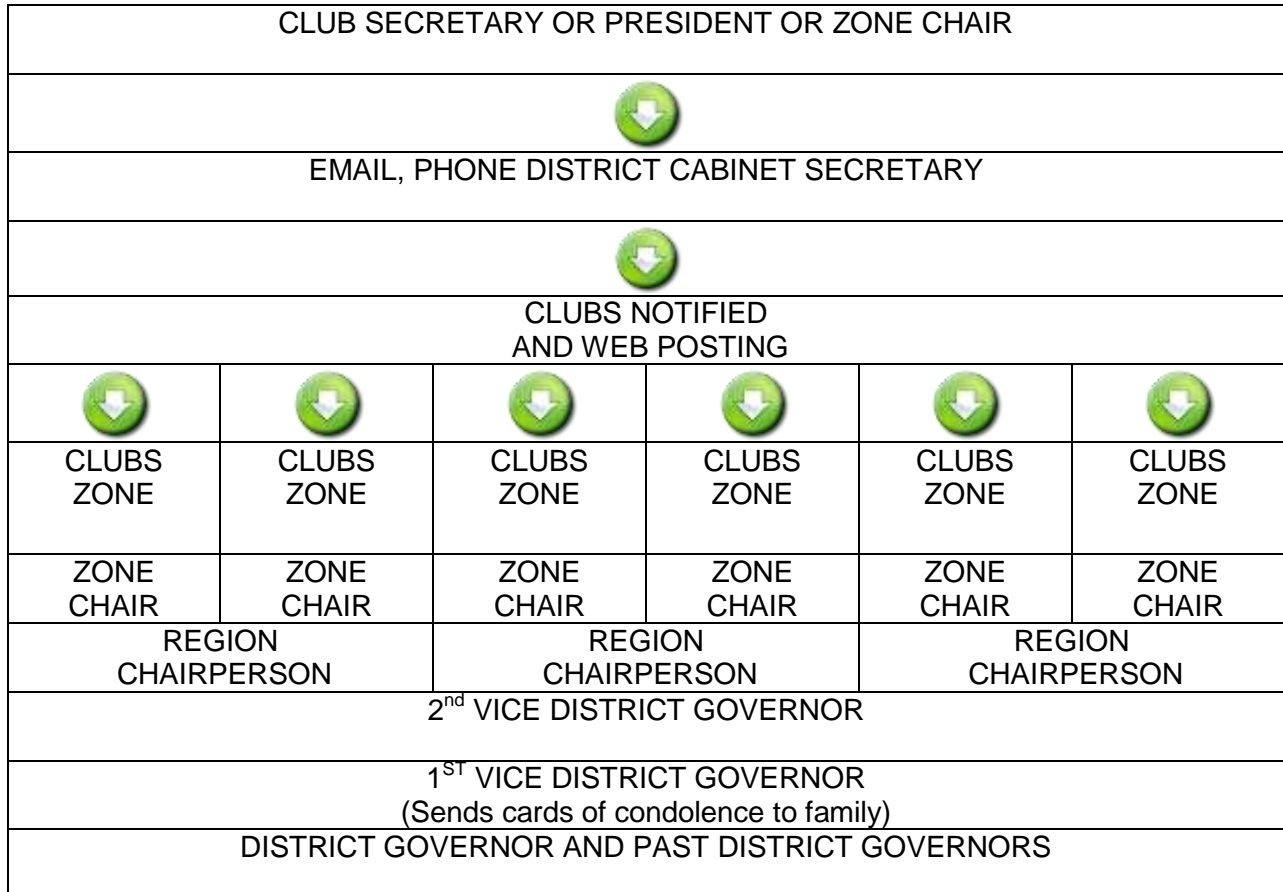 CLUB SECRETARY OR PRESIDENT OR ZONE CHAIR
EMAIL, PHONE DISTRICT CABINET SECRETARY
CLUBS NOTIFIED
AND WEB POSTING
CLUBS ZONE
CLUBS ZONE
CLUBS ZONE
CLUBS ZONE
CLUBS ZONE
CLUBS ZONE
ZONE CHAIR
ZONE CHAIR
ZONE CHAIR
ZONE CHAIR
ZONE CHAIR
ZONE CHAIR
REGION CHAIRPERSON
REGION CHAIRPERSON
REGION CHAIRPERSON
2nd VICE DISTRICT GOVERNOR
1ST VICE DISTRICT GOVERNOR
(Sends cards of condolence to family)
DISTRICT GOVERNOR AND PAST DISTRICT GOVERNORS